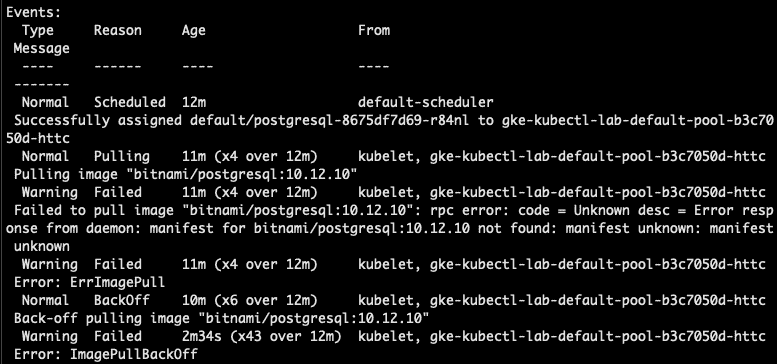 Events:
Type Reason Age From
Message
---- ------ ---- ----
-------
Normal Scheduled 12m default-scheduler
Successfully assigned default/postgresql-8675df7d69-r84nl to gke-kubectl-lab-default-pool-b3c70
50d-httc
Normal Pulling 11m (x4 over 12m) kubelet, gke-kubectl-lab-default-pool-b3c7050d-httc
Pulling image "bitnami/postgresql:10.12.10"
Warning Failed 11m (x4 over 12m) kubelet, gke-kubectl-lab-default-pool-b3c7050d-httc
Failed to pull image "bitnami/postgresql:10.12.10": rpc error: code = Unknown desc = Error resp
onse from daemon: manifest for bitnami/postgresql:10.12.10 not found: manifest unknown: manifest
unknown
Warning Failed 11m (x4 over 12m) kubelet, gke-kubectl-lab-default-pool-b3c7050d-httc
Error: ErrImagePull
Normal BackOff 10m (x6 over 12m) kubelet, gke-kubectl-lab-default-pool-b3c7050d-httc
Back-off pulling image "bitnami/postgresql:10.12.10"
Warning Failed 2m34s (x43 over 12m) kubelet, gke-kubectl-lab-default-pool-b3c7050d-httc
Error: ImagePullBackOff